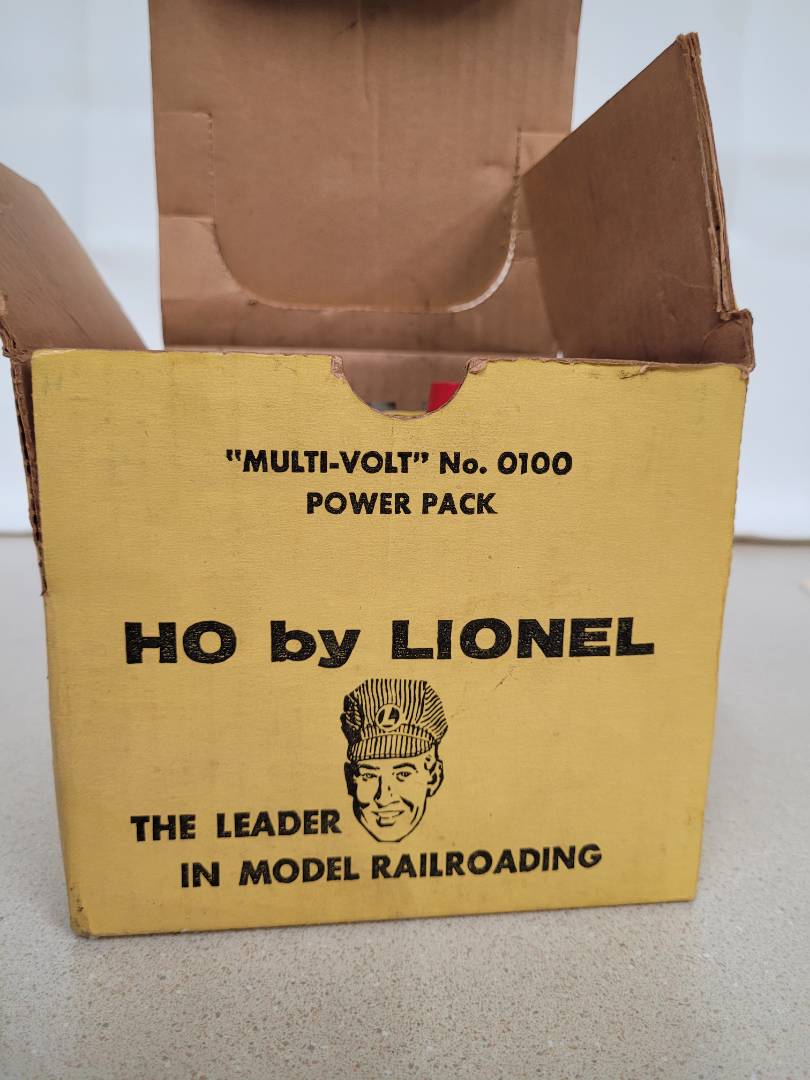 "MULTI-VOLT" No. 0100
POWER PACK
HO by LIONEL
L
THE LEADER
IN MODEL RAILROADING